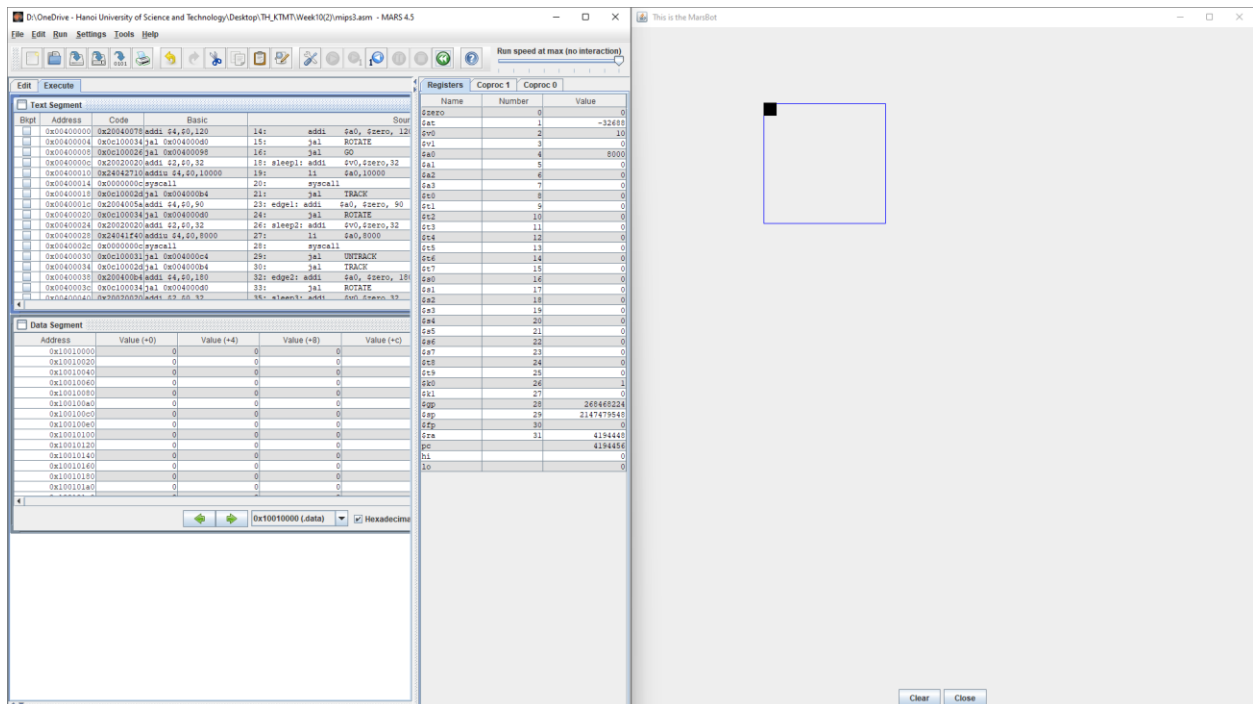 D:\OneDrive - Hanoi University of Science and Technology\Desktop\TH_KTMT\Week10(2)\mips3.asm - MARS 4.5
This is the MarsBot
File Edit Run Settings Tools Help
Run speed at max (no interaction)
Edit Execute
Registers Coproc 1 Coproc 0
Text Segment
Bkpt Address Code Basic Sour
0x00400000 0x20040078 addi $4,$0,120 14: addi $a0, $zero, 120
0x00400004 0x0c100034 jal 0x004000d0 15: jal ROTATE
0x00400008 0x0c100026 jal 0x00400098 16: jal GO
0x0040000c 0x20020020 addi $2,$0,32 18: sleep1: addi $v0,$zero,32
0x00400010 0x24042710 addiu $4,$0,10000 19: li $a0,10000
0x00400014 0x0000000c syscall 20: syscall
0x00400018 0x0c10002d jal 0x004000b4 21: jal TRACK
0x0040001c 0x2004005a addi $4,$0,90 23: edge1: addi $a0, $zero, 90
0x00400020 0x0c100034 jal 0x004000d0 24: jal ROTATE
0x00400024 0x20020020 addi $2,$0,32 26: sleep2: addi $v0,$zero,32
0x00400028 0x24041f40 addiu $4,$0,8000 27: li $a0,8000
0x0040002c 0x0000000c syscall 28: syscall
0x00400030 0x0c100031 jal 0x004000c4 29: jal UNTRACK
0x00400034 0x0c10002d jal 0x004000b4 30: jal TRACK
0x00400038 0x200400b4 addi $4,$0,180 32: edge2: addi $a0, $zero, 180
0x0040003c 0x0c100034 jal 0x004000d0 33: jal ROTATE
0x00400040 0x20020020 addi $2,$0,32 35: sleep3: addi $v0,$zero,32
Data Segment
Address Value (+0) Value (+4) Value (+8) Value (+c)
0x10010000 0 0 0
0x10010020 0 0 0
0x10010040 0 0 0
0x10010060 0 0 0
0x10010080 0 0 0
0x100100a0 0 0 0
0x100100c0 0 0 0
0x100100e0 0 0 0
0x10010100 0 0 0
0x10010120 0 0 0
0x10010140 0 0 0
0x10010160 0 0 0
0x10010180 0 0 0
0x100101a0 0 0 0
0x10010000 (.data) Hexadecima
Name Number Value
$zero 0 0
$at 1 -32688
$v0 2 10
$v1 3 0
$a0 4 8000
$a1 5 0
$a2 6 0
$a3 7 0
$t0 8 0
$t1 9 0
$t2 10 0
$t3 11 0
$t4 12 0
$t5 13 0
$t6 14 0
$t7 15 0
$s0 16 0
$s1 17 0
$s2 18 0
$s3 19 0
$s4 20 0
$s5 21 0
$s6 22 0
$s7 23 0
$t8 24 0
$t9 25 0
$k0 26 1
$k1 27 0
$gp 28 268468224
$sp 29 2147479548
$fp 30 0
$ra 31 4194448
pc 4194456
hi 0
lo 0
Clear Close